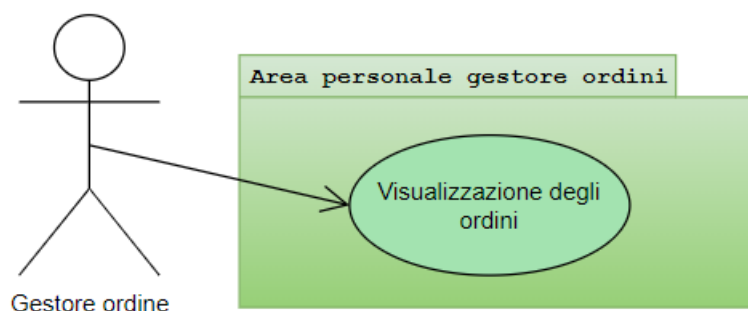 Area personale gestore ordini
Visualizzazione degli
ordini
Gestore ordine